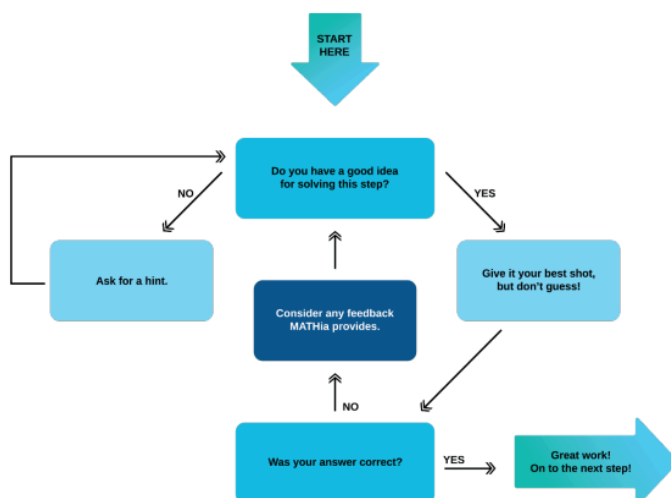 START
HERE
Do you have a good idea
for solving this step?
NO
YES
Ask for a hint.
Give it your best shot,
but don't guess!
Consider any feedback
MATHia provides.
NO
Was your answer correct?
YES
Great work!
On to the next step!